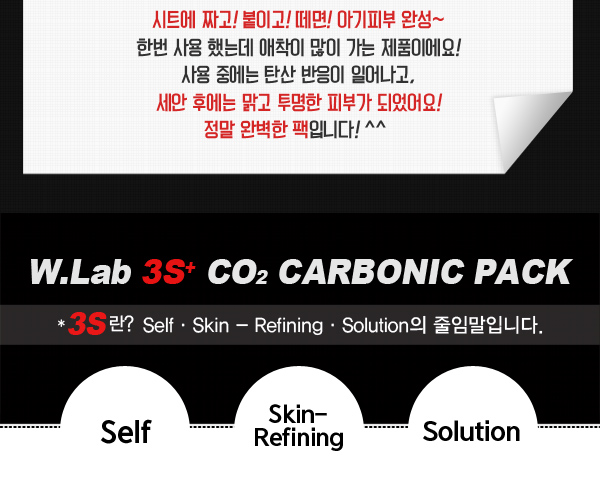 시트에 짜고! 붙이고! 떼면! 아기피부 완성~
한번 사용 했는데 애착이 많이 가는 제품이에요!
사용 중에는 탄산 반응이 일어나고,
세안 후에는 맑고 투명한 피부가 되었어요!
정말 완벽한 팩입니다! ^^
W.Lab 3S+ CO₂ CARBONIC PACK
*3S란? Self · Skin – Refining · Solution의 줄임말입니다.
Self
Skin–
Refining
Solution